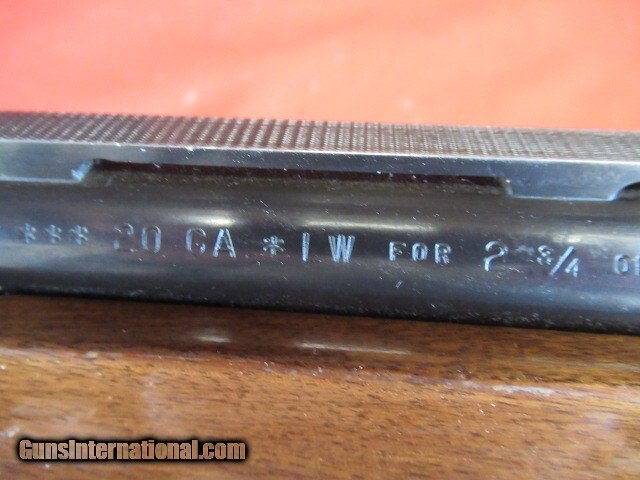 *** 20 GA *IW FOR 2 3/4 O
GunsInternational.com